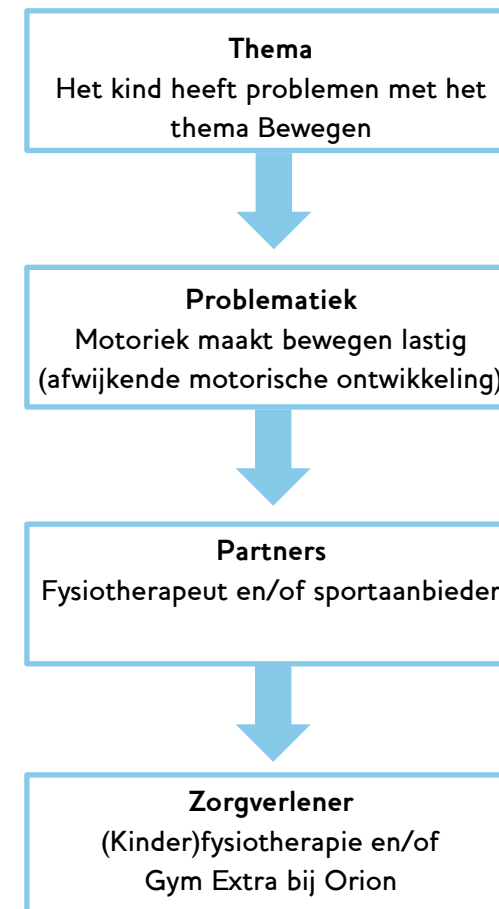 Thema
Het kind heeft problemen met het
thema Bewegen
Problematiek
Motoriek maakt bewegen lastig
(afwijkende motorische ontwikkeling)
Partners
Fysiotherapeut en/of sportaanbieder
Zorgverlener
(Kinder)fysiotherapie en/of
Gym Extra bij Orion